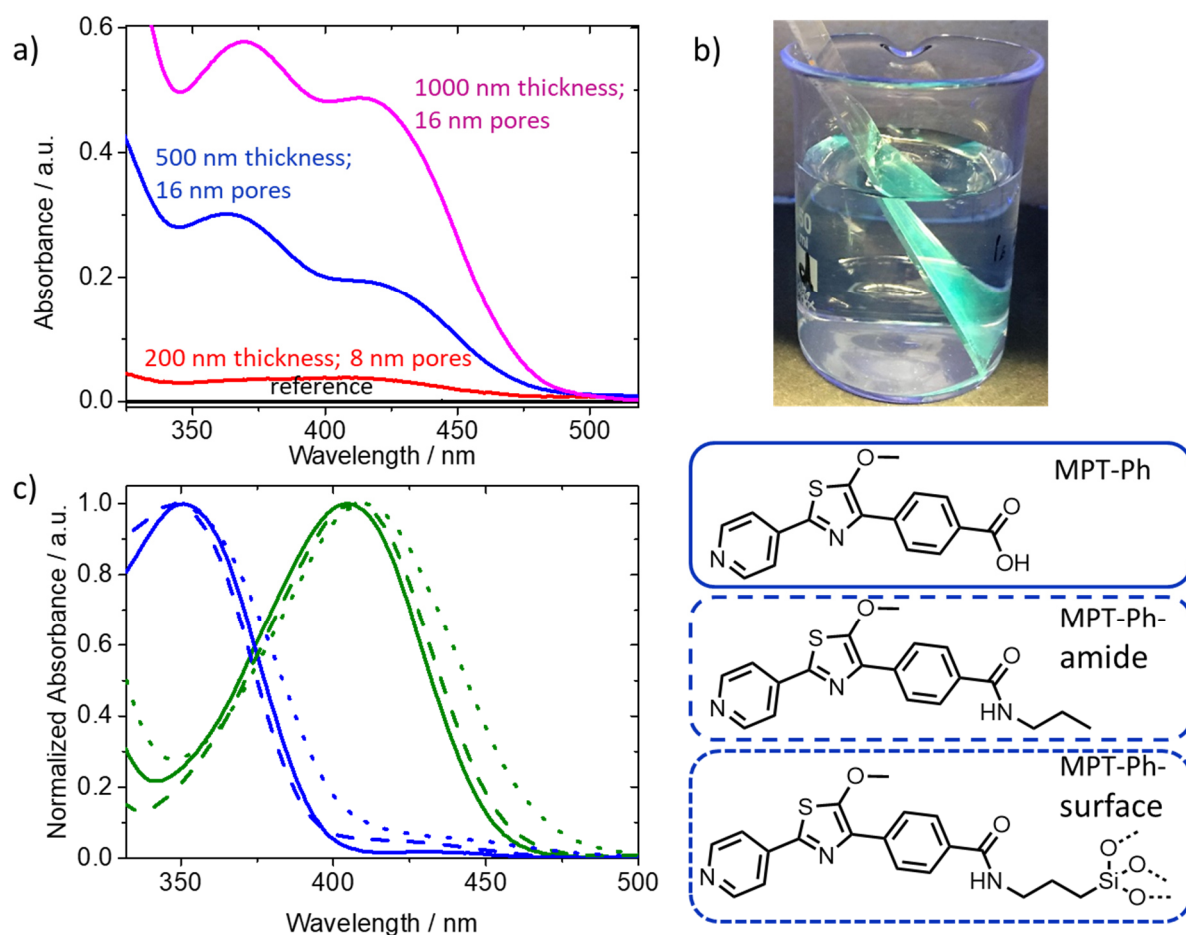 a)
0.6
0.4
0.2
0.0
Absorbance / a.u.
1000 nm thickness;
16 nm pores
500 nm thickness;
16 nm pores
200 nm thickness; 8 nm pores
reference
350 400 450 500
Wavelength / nm
b)
c)
1.0
0.8
0.6
0.4
0.2
0.0
Normalized Absorbance / a.u.
350 400 450 500
Wavelength / nm
MPT-Ph
O
S
N
N
O
OH
MPT-Ph-
amide
O
S
N
N
O
HN
MPT-Ph-
surface
O
S
N
N
O
HN
O
Si
O
O